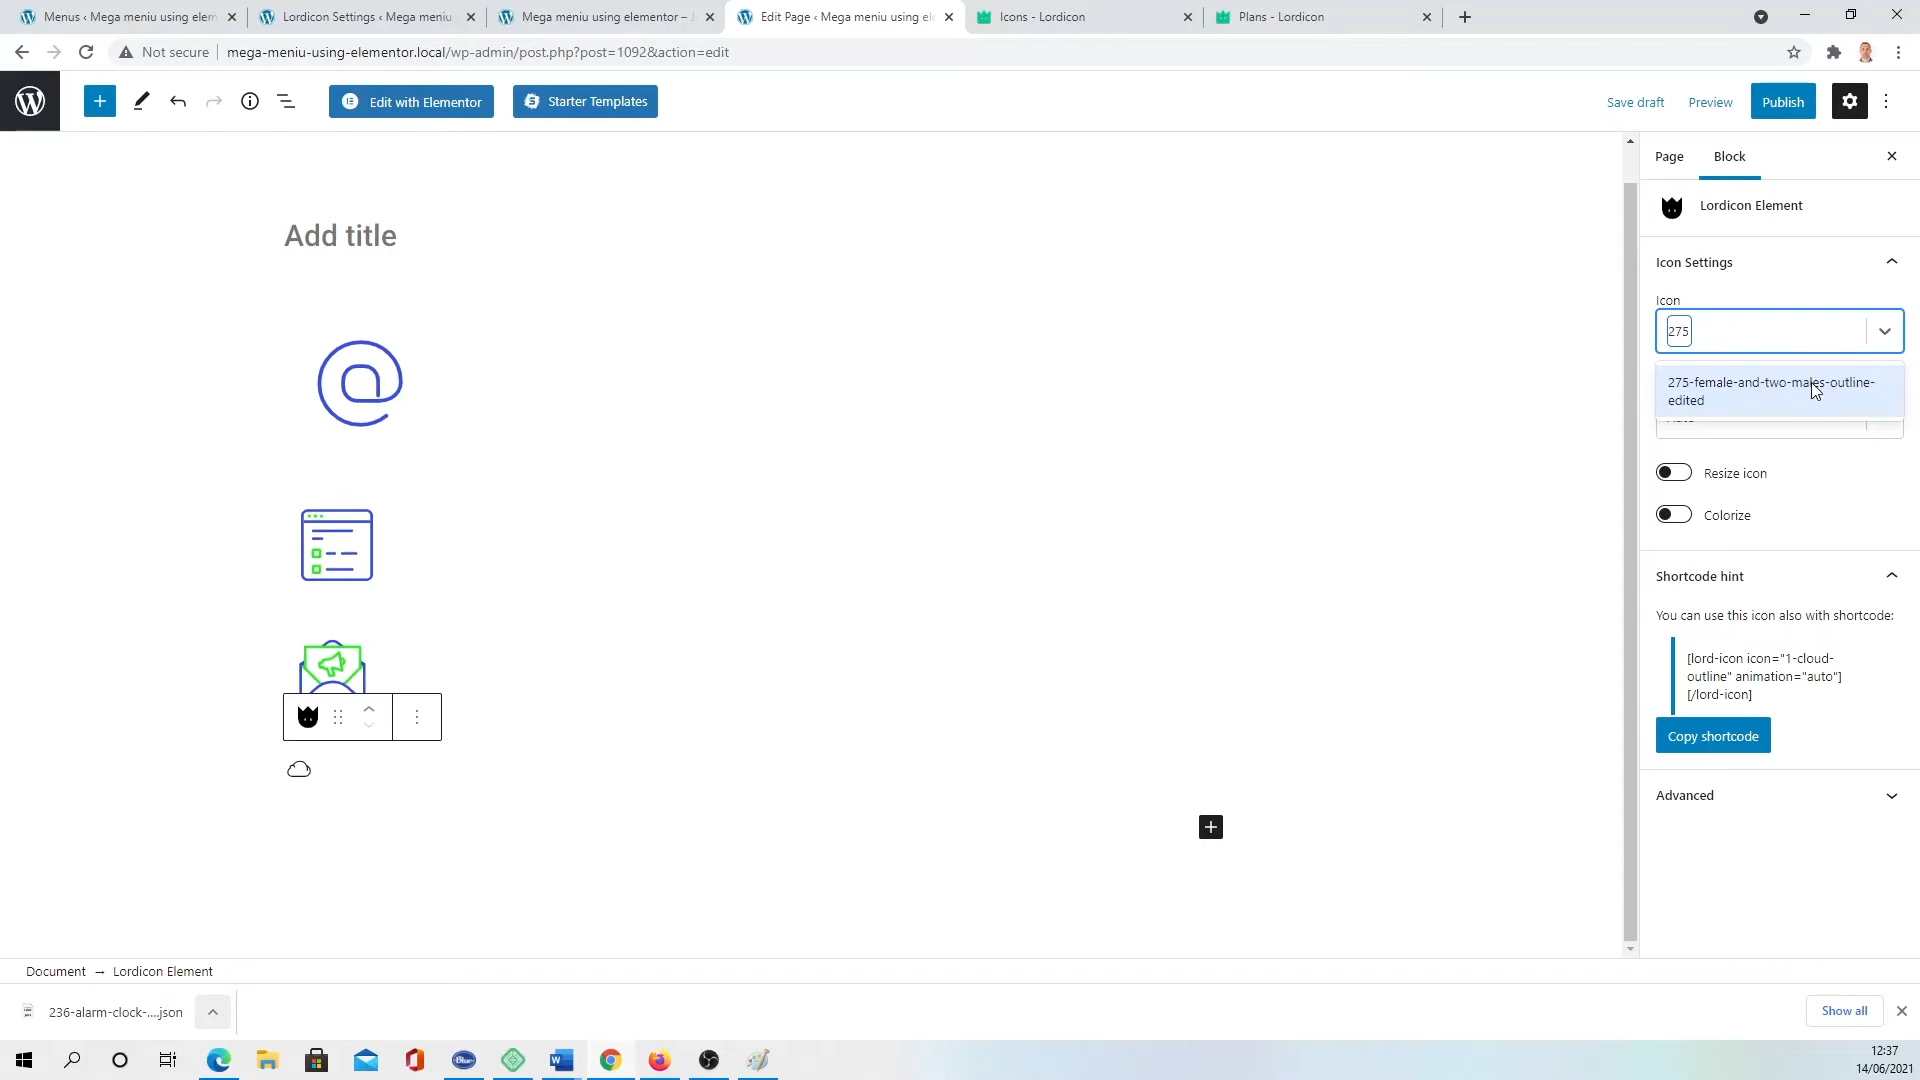 Menus ‹ Mega meniu using elem
Lordicon Settings ‹ Mega meniu
Mega meniu using elementor –
Edit Page ‹ Mega meniu using el
Icons - Lordicon
Plans - Lordicon
Not secure
mega-meniu-using-elementor.local/wp-admin/post.php?post=1092&action=edit
Edit with Elementor
Starter Templates
Save draft
Preview
Publish
Page
Block
Add title
Lordicon Element
Icon Settings
Icon
275
275-female-and-two-males-outline-
edited
Resize icon
Colorize
Shortcode hint
You can use this icon also with shortcode:
[lord-icon icon="1-cloud-
outline" animation="auto"]
[/lord-icon]
Copy shortcode
Advanced
Document → Lordicon Element
236-alarm-clock-....json
Show all
Blue
12:37
14/06/2021